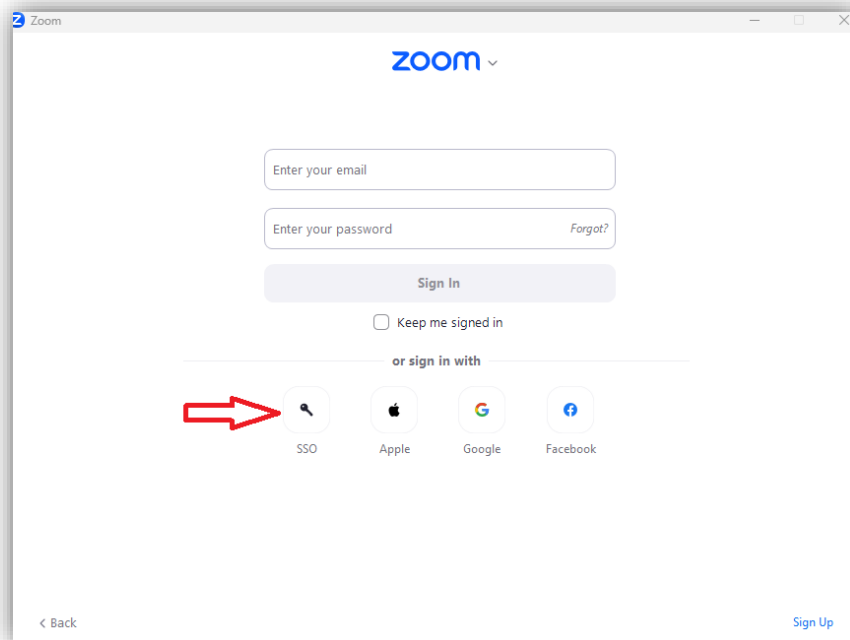 Zoom
zoom
Enter your email
Enter your password Forgot?
Sign In
Keep me signed in
or sign in with
SSO Apple Google Facebook
Back Sign Up